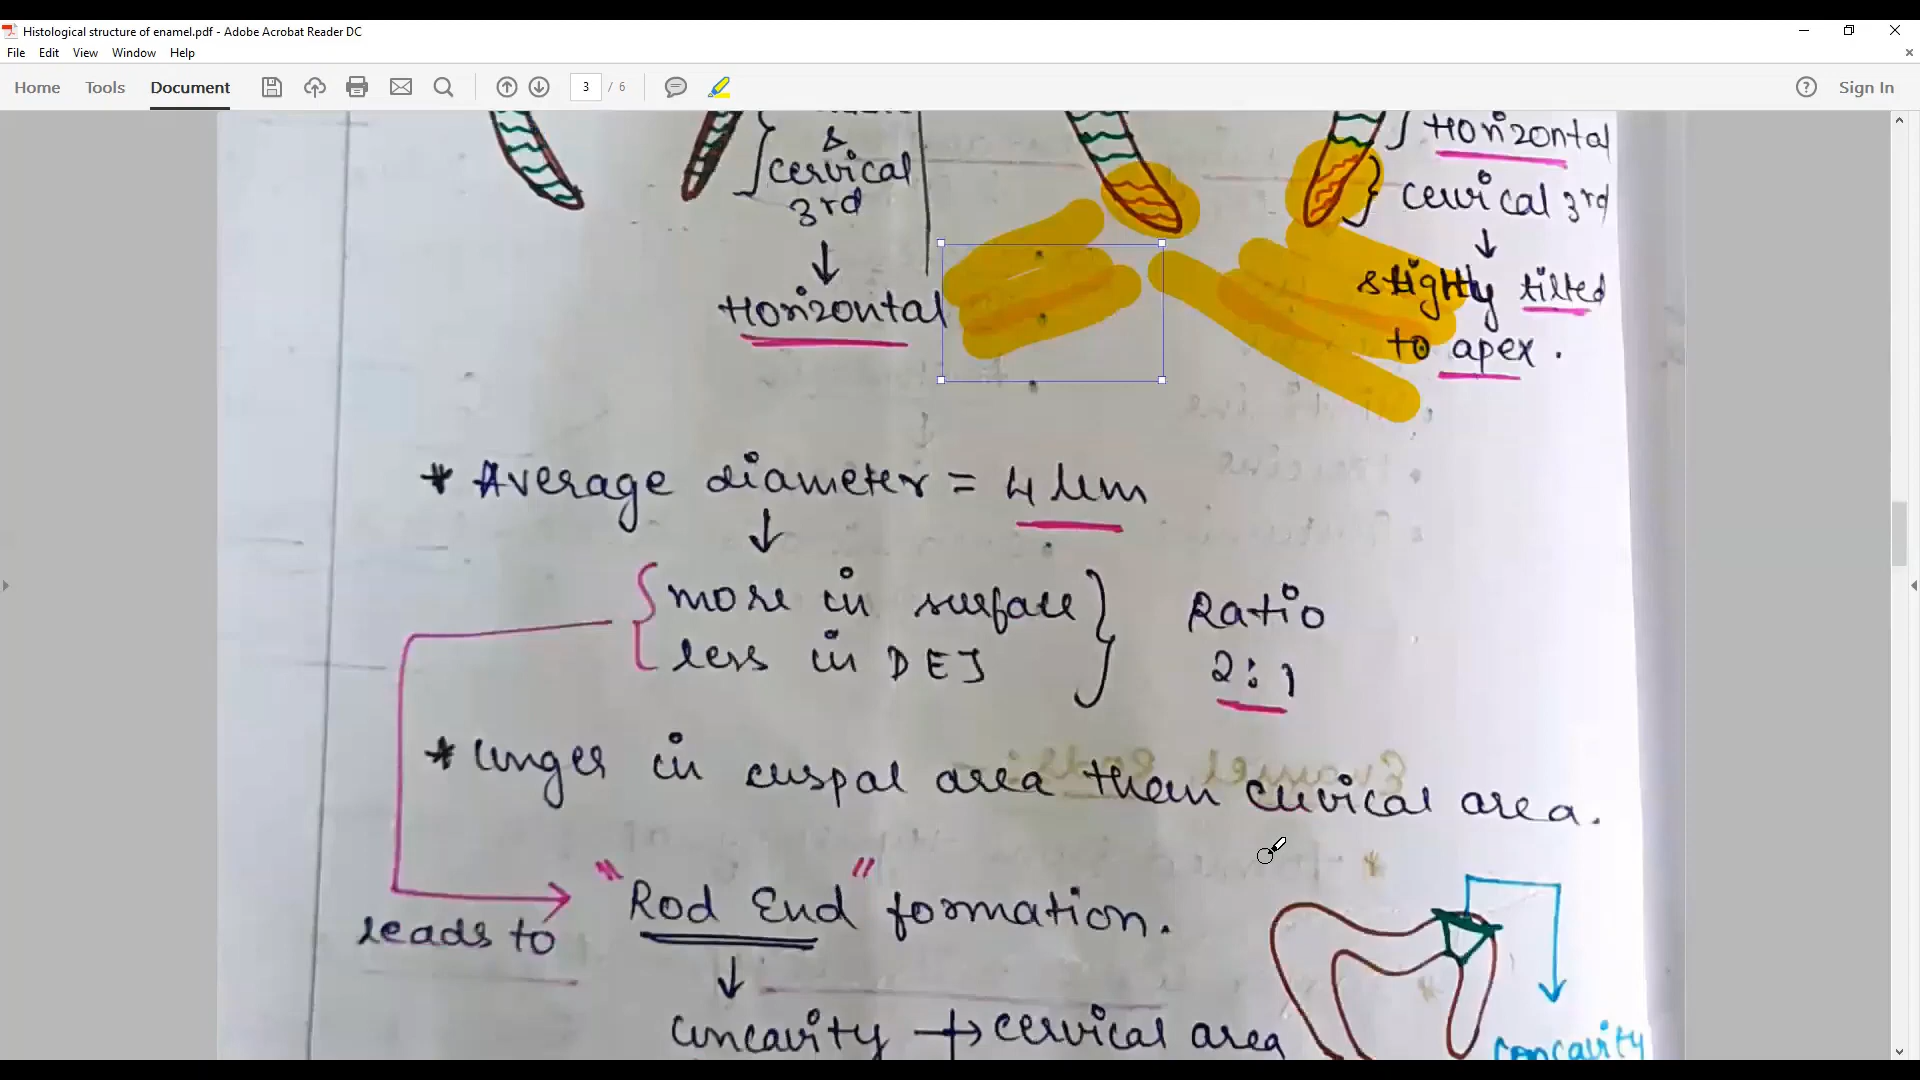 Histological structure of enamel.pdf - Adobe Acrobat Reader DC
File Edit View Window Help
Home Tools Document 3 / 6 Sign In
&
cervical
3rd
Horizontal
Horizontal
cervical 3rd
slightly tilted
to apex.
* Average diameter = 4 µm
more in surface
less in DEJ
Ratio
2:1
* longer in cuspal area than cervical area.
leads to
"Rod End" formation.
concavity → cervical area
concavity